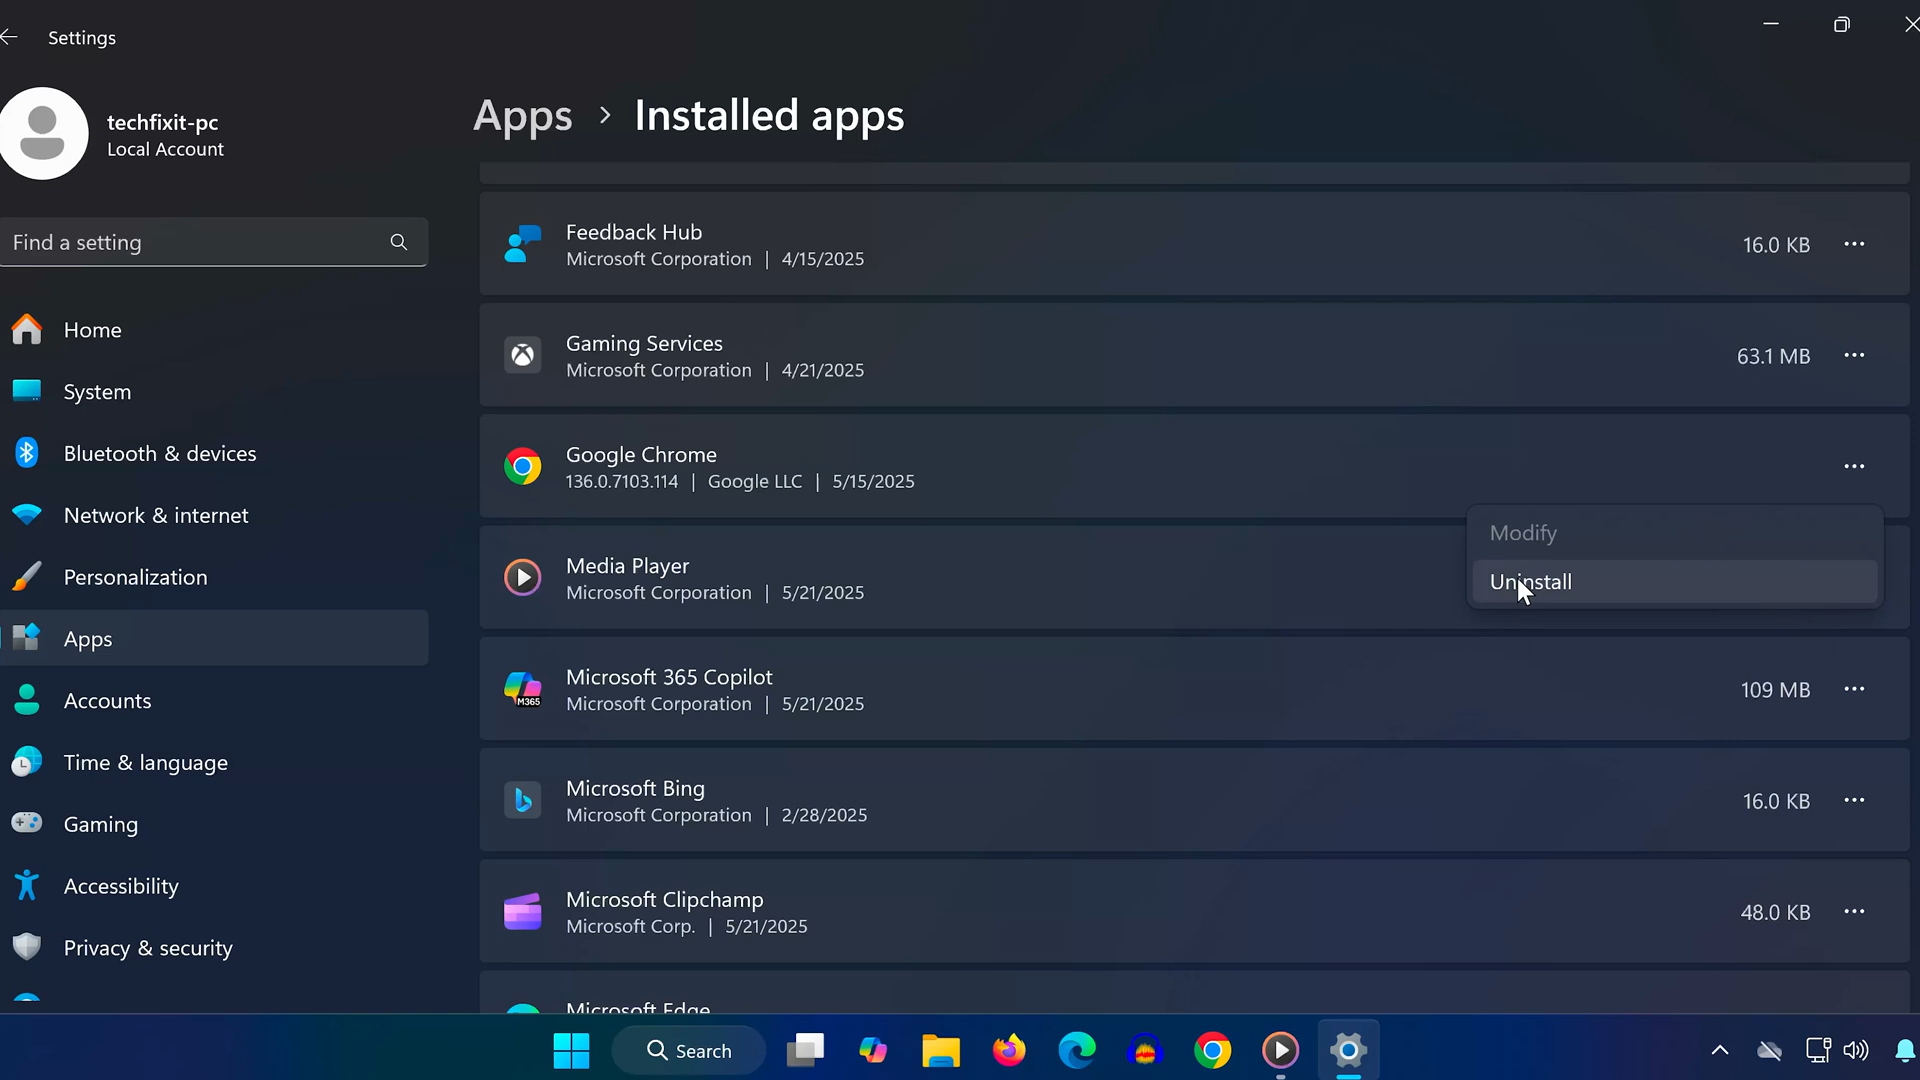 Settings
techfixit-pc
Local Account
Find a setting
Home
System
Bluetooth & devices
Network & internet
Personalization
Apps
Accounts
Time & language
Gaming
Accessibility
Privacy & security
Apps > Installed apps
Feedback Hub
Microsoft Corporation | 4/15/2025
16.0 KB
Gaming Services
Microsoft Corporation | 4/21/2025
63.1 MB
Google Chrome
136.0.7103.114 | Google LLC | 5/15/2025
Modify
Uninstall
Media Player
Microsoft Corporation | 5/21/2025
Microsoft 365 Copilot
Microsoft Corporation | 5/21/2025
109 MB
M365
Microsoft Bing
Microsoft Corporation | 2/28/2025
16.0 KB
Microsoft Clipchamp
Microsoft Corp. | 5/21/2025
48.0 KB
Microsoft Edge
Search